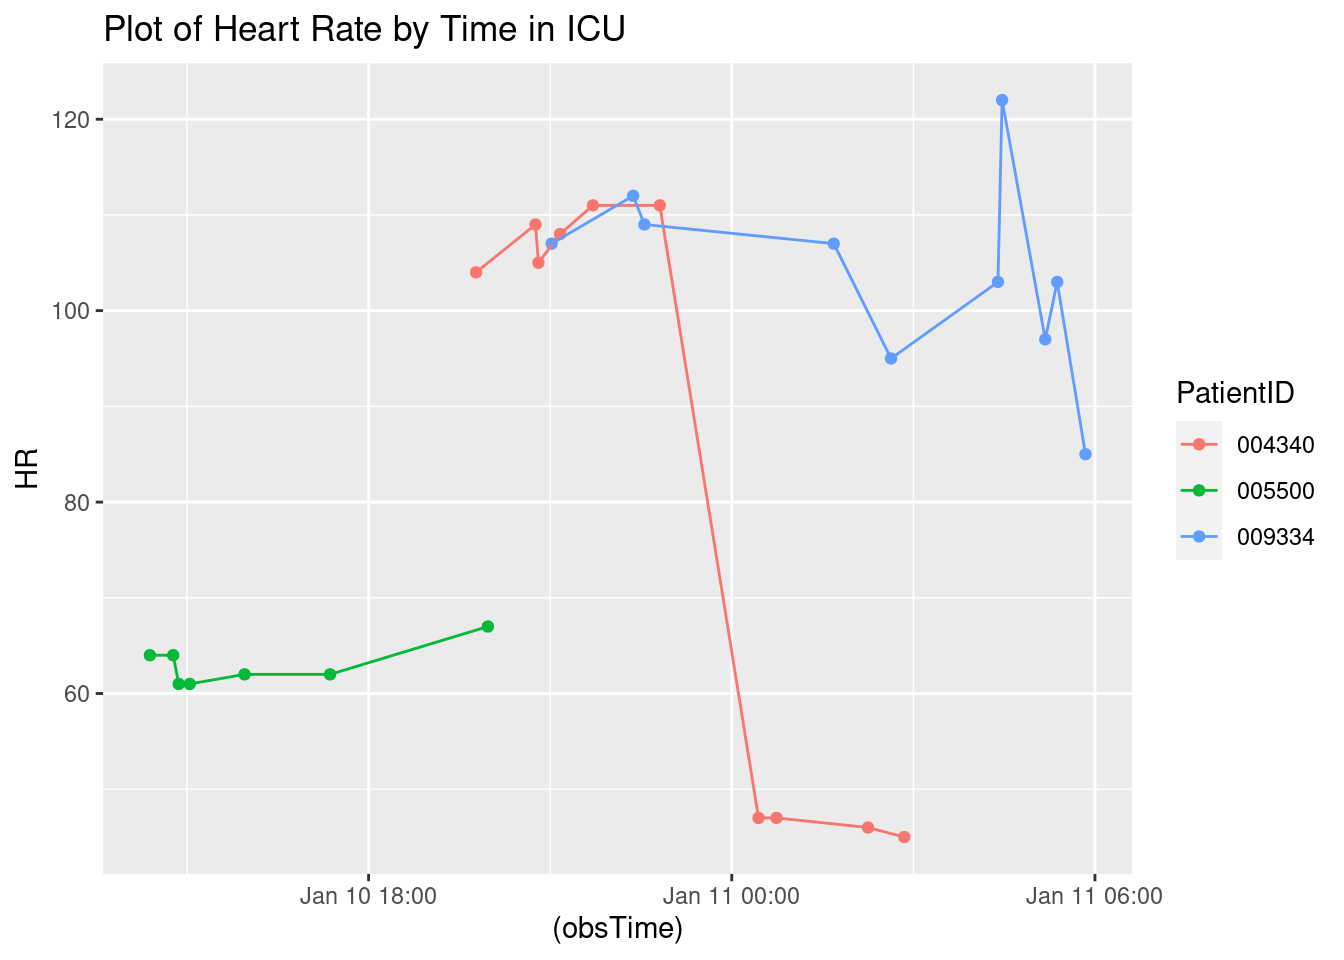 Plot of Heart Rate by Time in ICU
120
100
80
60
HR
Jan 10 18:00
Jan 11 00:00
Jan 11 06:00
(obsTime)
PatientID
004340
005500
009334